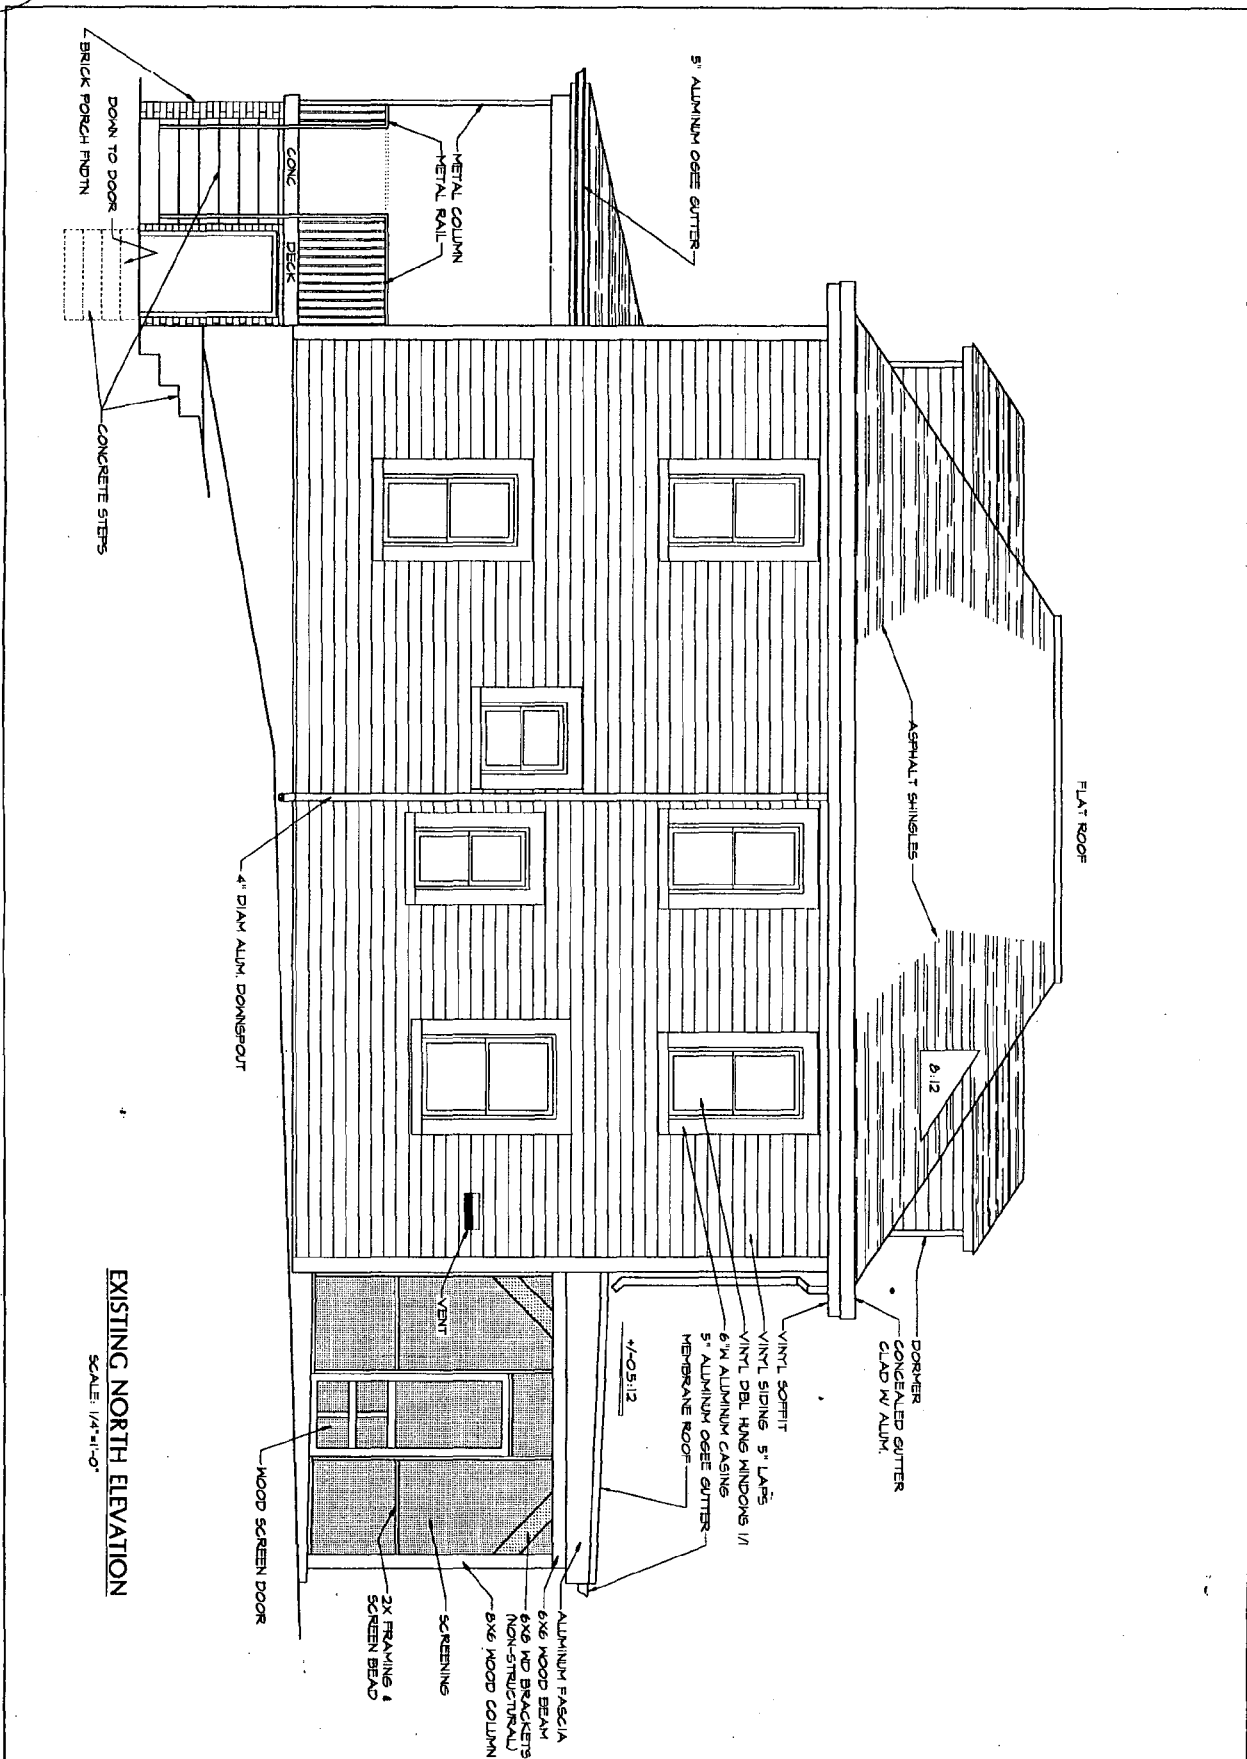 FLAT ROOF
5" ALUMINUM OGEE GUTTER
ASPHALT SHINGLES
8:12
DORMER
CONCEALED GUTTER
CLAD W/ ALUM.
VINYL SOFFIT
VINYL SIDING 5" LAPS
VINYL DBL HUNG WINDOWS 1/1
6"W ALUMINUM CASING
5" ALUMINUM OGEE GUTTER
MEMBRANE ROOF
+/-0.5:12
METAL COLUMN
METAL RAIL
ALUMINUM FASCIA
6X6 WOOD BEAM
6X8 WD BRACKETS
(NON-STRUCTURAL)
8X6 WOOD COLUMN
VENT
SCREENING
2X FRAMING &
SCREEN BEAD
CONC DECK
BRICK PORCH FNDTN
DOWN TO DOOR
CONCRETE STEPS
4" DIAM ALUM. DOWNSPOUT
WOOD SCREEN DOOR
EXISTING NORTH ELEVATION
SCALE: 1/4"=1'-0"